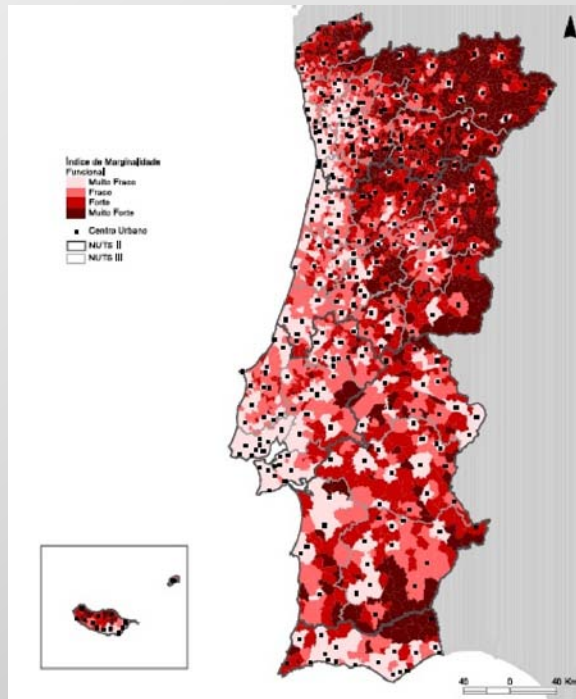 Índice de Marginalidade
Funcional
Muito Fraco
Fraco
Forte
Muito Forte
Centro Urbano
NUTS II
NUTS III
40 0 40 Km